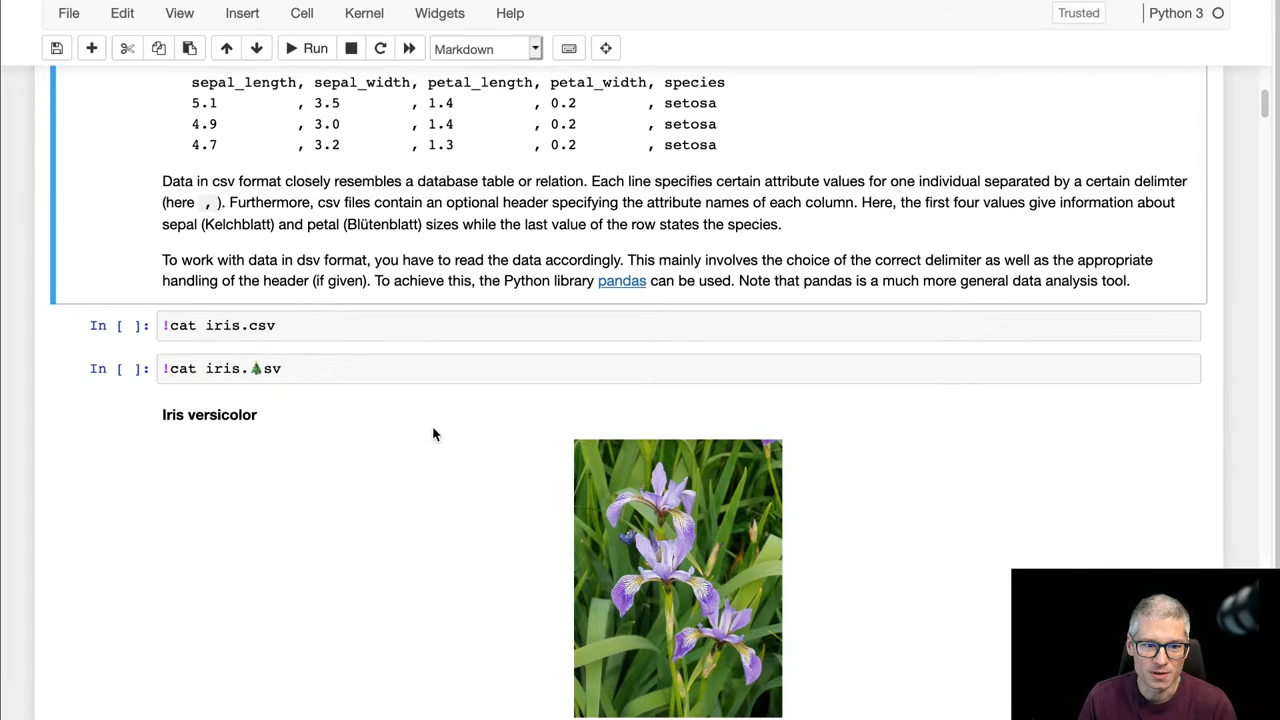 File Edit View Insert Cell Kernel Widgets Help Trusted Python 3
Run Markdown
sepal_length, sepal_width, petal_length, petal_width, species
5.1 , 3.5 , 1.4 , 0.2 , setosa
4.9 , 3.0 , 1.4 , 0.2 , setosa
4.7 , 3.2 , 1.3 , 0.2 , setosa
Data in csv format closely resembles a database table or relation. Each line specifies certain attribute values for one individual separated by a certain delimter
(here , ). Furthermore, csv files contain an optional header specifying the attribute names of each column. Here, the first four values give information about
sepal (Kelchblatt) and petal (Blütenblatt) sizes while the last value of the row states the species.
To work with data in dsv format, you have to read the data accordingly. This mainly involves the choice of the correct delimiter as well as the appropriate
handling of the header (if given). To achieve this, the Python library pandas can be used. Note that pandas is a much more general data analysis tool.
In [ ]: !cat iris.csv
In [ ]: !cat iris.🌲sv
Iris versicolor